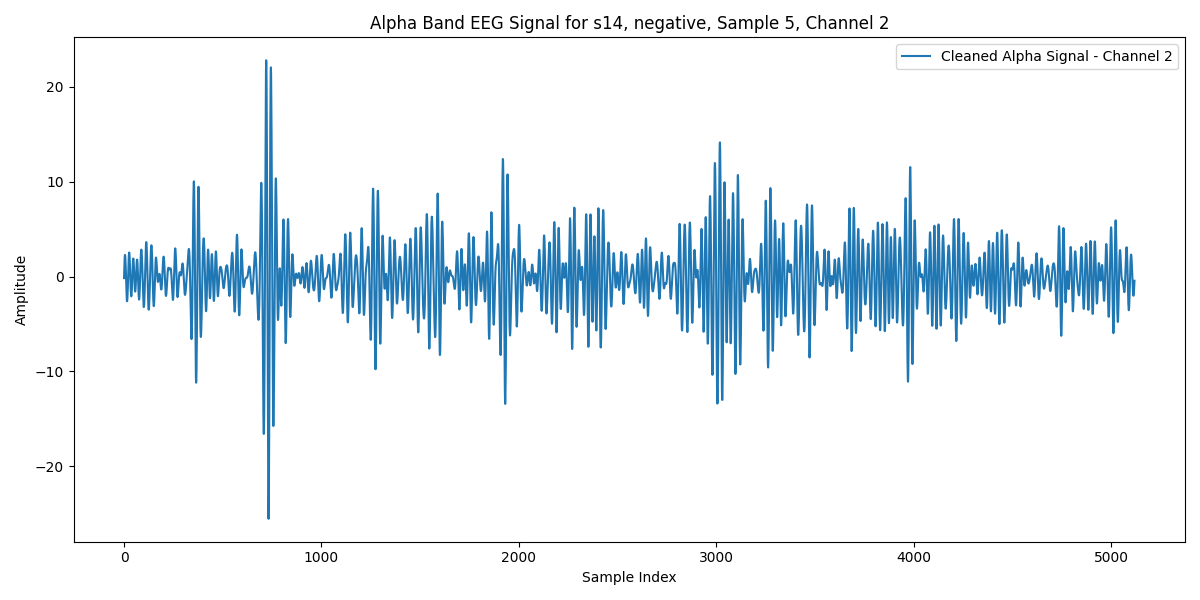 Alpha Band EEG Signal for s14, negative, Sample 5, Channel 2
Cleaned Alpha Signal - Channel 2
Amplitude
20
10
0
−10
−20
0 1000 2000 3000 4000 5000
Sample Index